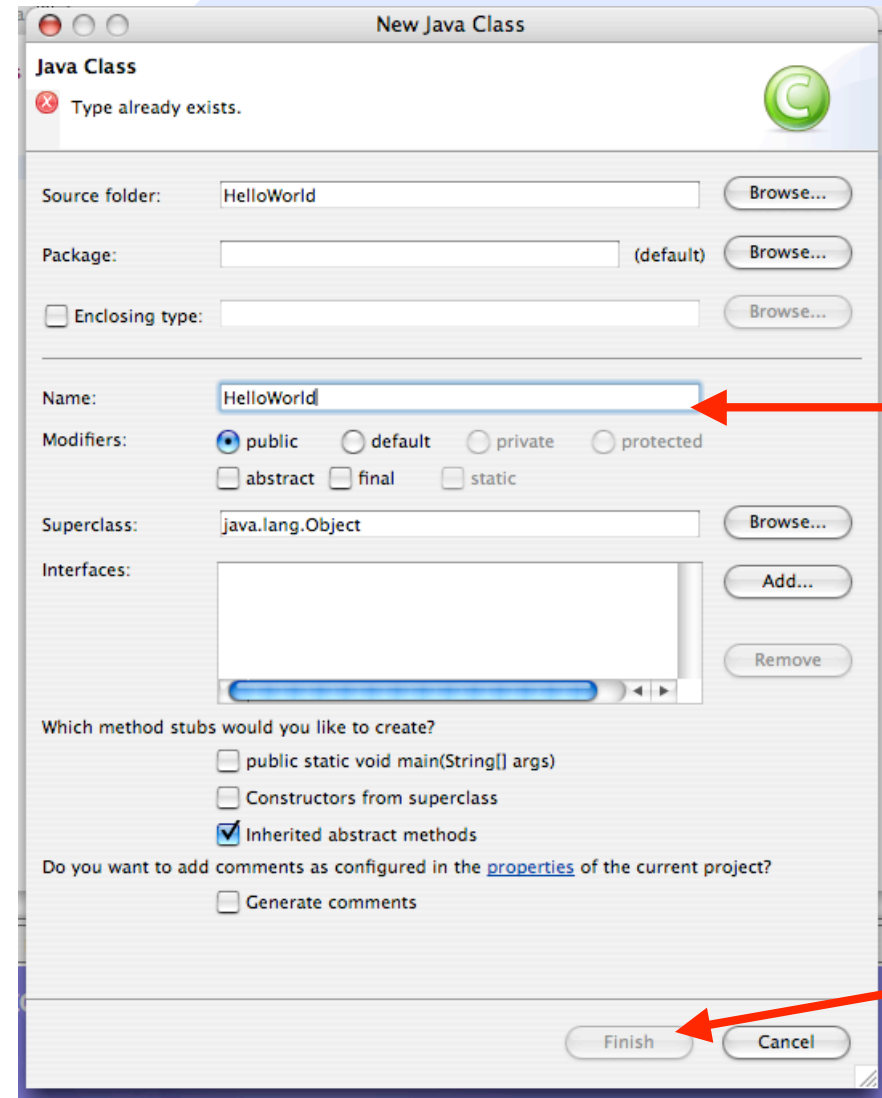 New Java Class
Java Class
Type already exists.
Source folder: HelloWorld Browse...
Package: (default) Browse...
Enclosing type: Browse...
Name: HelloWorld
Modifiers: public default private protected
abstract final static
Superclass: java.lang.Object Browse...
Interfaces: Add...
Remove
Which method stubs would you like to create?
public static void main(String[] args)
Constructors from superclass
Inherited abstract methods
Do you want to add comments as configured in the properties of the current project?
Generate comments
Finish Cancel